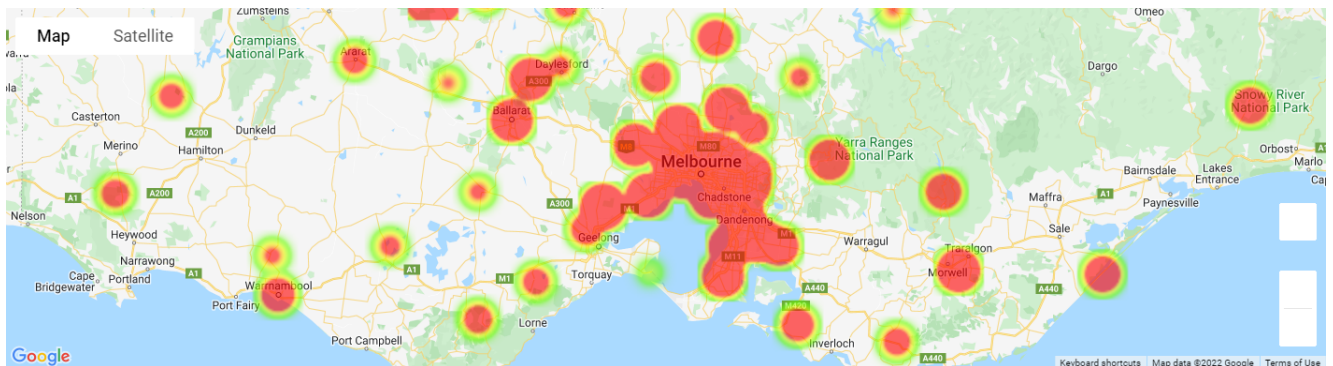 Zumsteins
Omeo
Map Satellite
Grampians
National Park
Ararat
Daylesford
Dargo
A300
Ballarat
Snowy River
National Park
Casterton
A200
Dunkeld
Merino
Hamilton
M8
M80
Melbourne
Yarra Ranges
National Park
Orbost
A1
Marlo
Lakes
Entrance
Bairnsdale
A1
A200
A1
Chadstone
Maffra
Paynesville
Nelson
A300
M1
Dandenong
Sale
Heywood
Geelong
Warragul
M1
Traralgon
Narrawong
A1
M11
Morwell
Cape
Bridgewater
Portland
Warrnambool
M1
Torquay
A440
A440
Port Fairy
M420
Lorne
Port Campbell
Inverloch
A440
Google
Keyboard shortcuts Map data ©2022 Google Terms of Use